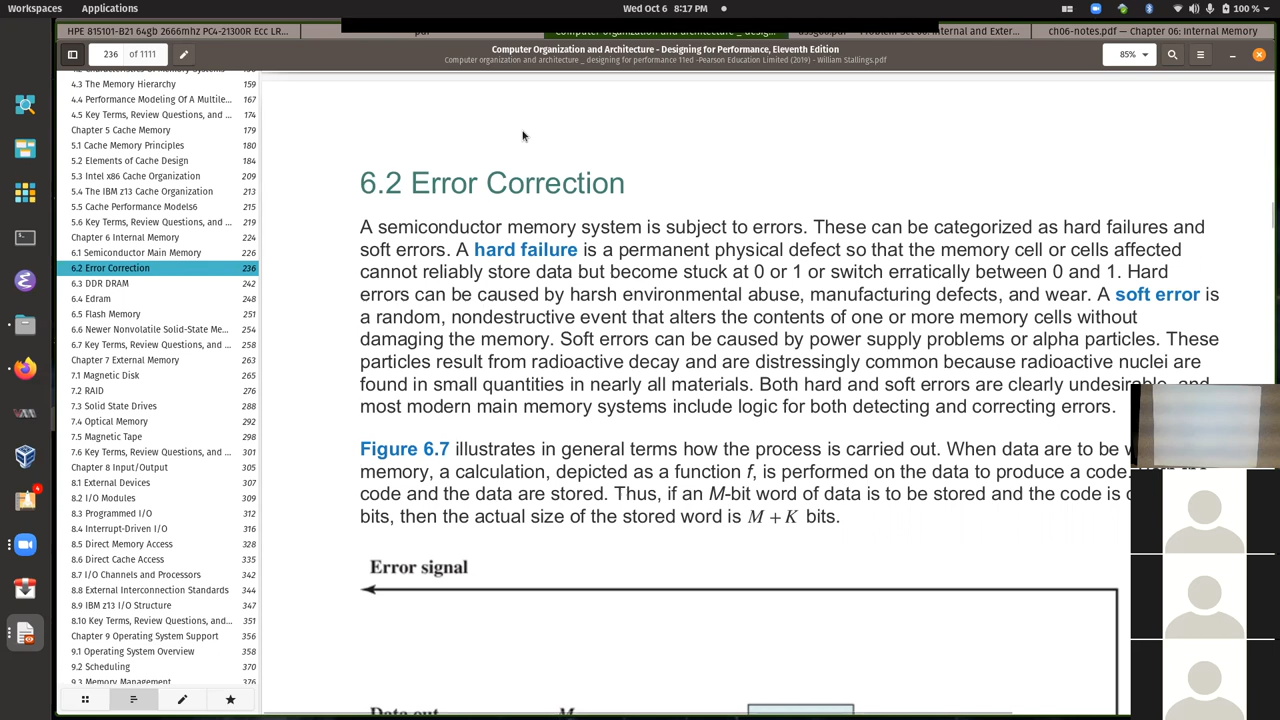 Workspaces Applications Wed Oct 6 8:17 PM 100 %
HPE 815101-B21 64gb 2666mhz PC4-21300R Ecc LR... pdf Computer organization and architecture _ desig... ch06-notes.pdf — Chapter 06: Internal Memory
236 of 1111 Computer Organization and Architecture - Designing for Performance, Eleventh Edition 85%
Computer organization and architecture _ designing for performance 11ed -Pearson Education Limited (2019) - William Stallings.pdf
4.3 The Memory Hierarchy 159
4.4 Performance Modeling Of A Multile... 167
4.5 Key Terms, Review Questions, and ... 174
Chapter 5 Cache Memory 179
5.1 Cache Memory Principles 180
5.2 Elements of Cache Design 184
5.3 Intel x86 Cache Organization 209
5.4 The IBM z13 Cache Organization 213
5.5 Cache Performance Models6 215
5.6 Key Terms, Review Questions, and ... 219
Chapter 6 Internal Memory 224
6.1 Semiconductor Main Memory 226
6.2 Error Correction 236
6.3 DDR DRAM 242
6.4 Edram 248
6.5 Flash Memory 251
6.6 Newer Nonvolatile Solid-State Me... 254
6.7 Key Terms, Review Questions, and ... 258
Chapter 7 External Memory 263
7.1 Magnetic Disk 265
7.2 RAID 276
7.3 Solid State Drives 288
7.4 Optical Memory 292
7.5 Magnetic Tape 298
7.6 Key Terms, Review Questions, and ... 301
Chapter 8 Input/Output 305
8.1 External Devices 307
8.2 I/O Modules 309
8.3 Programmed I/O 312
8.4 Interrupt-Driven I/O 316
8.5 Direct Memory Access 328
8.6 Direct Cache Access 335
8.7 I/O Channels and Processors 342
8.8 External Interconnection Standards 344
8.9 IBM z13 I/O Structure 347
8.10 Key Terms, Review Questions, and... 351
Chapter 9 Operating System Support 356
9.1 Operating System Overview 358
9.2 Scheduling 370
9.3 Memory Management 376
6.2 Error Correction
A semiconductor memory system is subject to errors. These can be categorized as hard failures and
soft errors. A hard failure is a permanent physical defect so that the memory cell or cells affected
cannot reliably store data but become stuck at 0 or 1 or switch erratically between 0 and 1. Hard
errors can be caused by harsh environmental abuse, manufacturing defects, and wear. A soft error is
a random, nondestructive event that alters the contents of one or more memory cells without
damaging the memory. Soft errors can be caused by power supply problems or alpha particles. These
particles result from radioactive decay and are distressingly common because radioactive nuclei are
found in small quantities in nearly all materials. Both hard and soft errors are clearly undesirable, and
most modern main memory systems include logic for both detecting and correcting errors.
Figure 6.7 illustrates in general terms how the process is carried out. When data are to be
memory, a calculation, depicted as a function f, is performed on the data to produce a code.
code and the data are stored. Thus, if an M-bit word of data is to be stored and the code is
bits, then the actual size of the stored word is M + K bits.
Error signal
Data out M
4